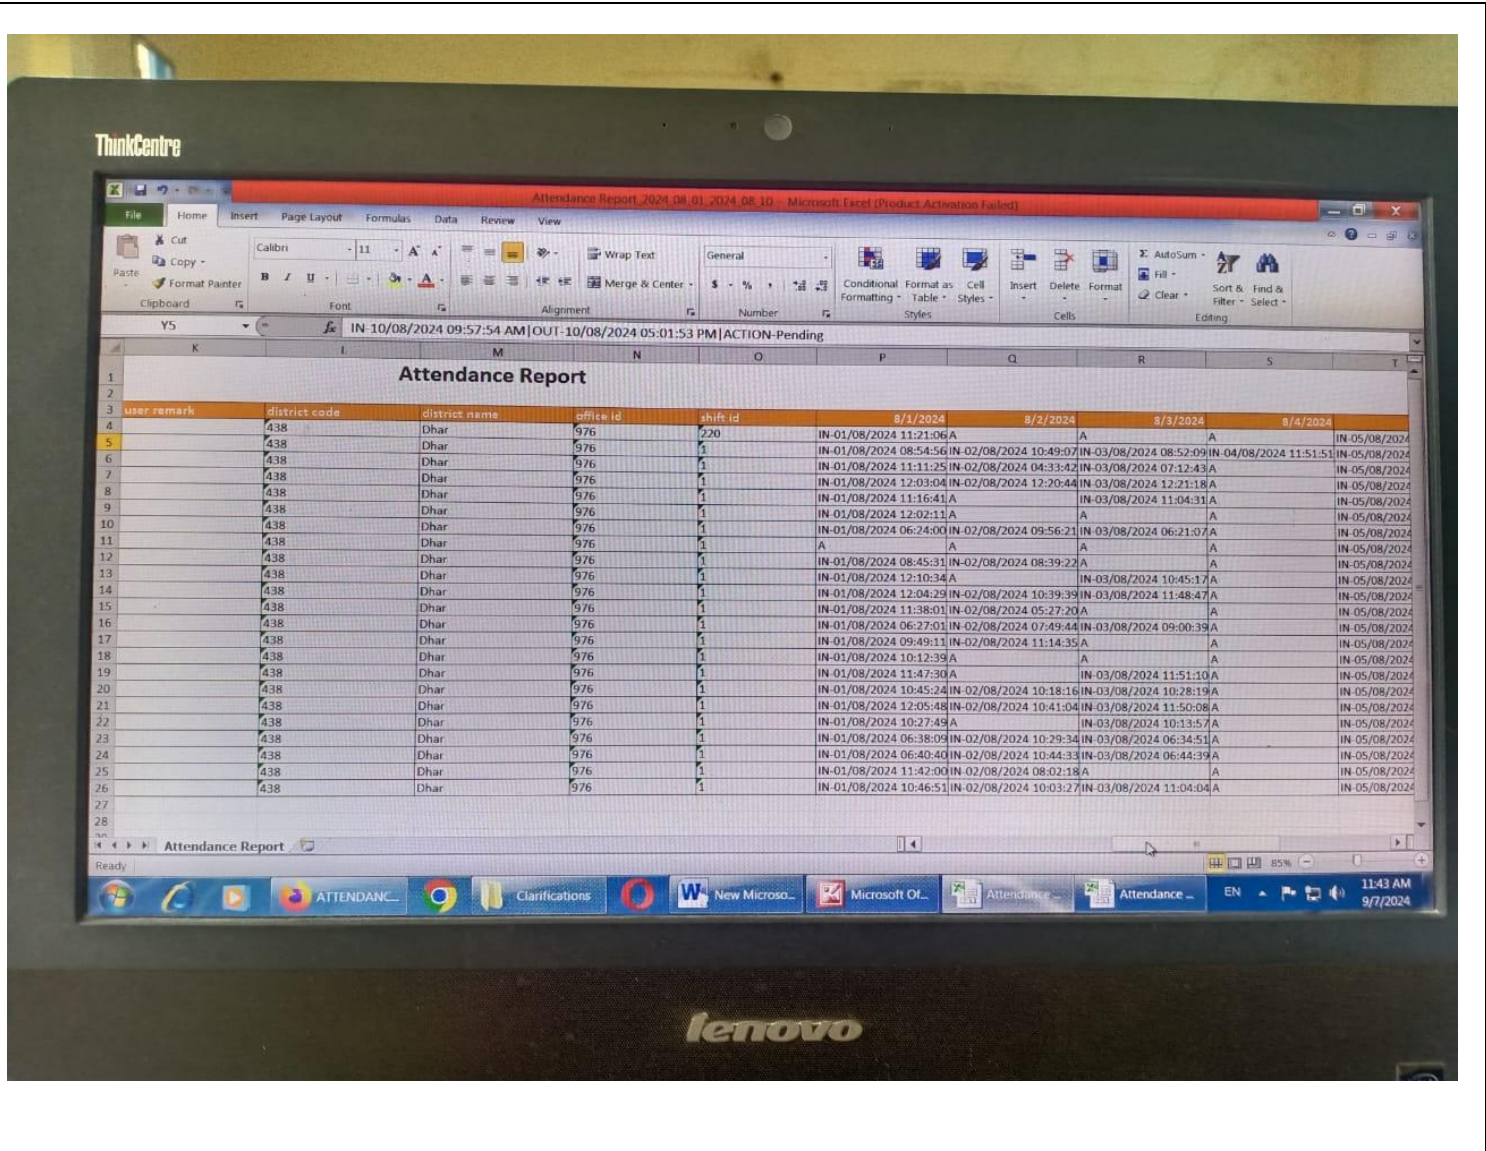 ThinkCentre
Attendance Report_2024_08_01_2024_08_10 - Microsoft Excel (Product Activation Failed)
File Home Insert Page Layout Formulas Data Review View
Cut
Copy
Format Painter
Paste
Clipboard
Calibri 11
B I U
Font
Wrap Text
Merge & Center
Alignment
General
$ % ,
Number
Conditional Formatting
Format as Table
Cell Styles
Styles
Insert Delete Format
Cells
Σ AutoSum
Fill
Clear
Sort & Filter
Find & Select
Editing
Y5 fx IN-10/08/2024 09:57:54 AM|OUT-10/08/2024 05:01:53 PM|ACTION-Pending
K L M N O P Q R S T
1 Attendance Report
2
3 user remark district code district name office id shift id 8/1/2024 8/2/2024 8/3/2024 8/4/2024
4 438 Dhar 976 220 IN-01/08/2024 11:21:06 A A A IN-05/08/2024
5 438 Dhar 976 1 IN-01/08/2024 08:54:56 IN-02/08/2024 10:49:07 IN-03/08/2024 08:52:09 IN-04/08/2024 11:51:51 IN-05/08/2024
6 438 Dhar 976 1 IN-01/08/2024 11:11:25 IN-02/08/2024 04:33:42 IN-03/08/2024 07:12:43 A IN-05/08/2024
7 438 Dhar 976 1 IN-01/08/2024 12:03:04 IN-02/08/2024 12:20:44 IN-03/08/2024 12:21:18 A IN-05/08/2024
8 438 Dhar 976 1 IN-01/08/2024 11:16:41 A IN-03/08/2024 11:04:31 A IN-05/08/2024
9 438 Dhar 976 1 IN-01/08/2024 12:02:11 A A A IN-05/08/2024
10 438 Dhar 976 1 IN-01/08/2024 06:24:00 IN-02/08/2024 09:56:21 IN-03/08/2024 06:21:07 A IN-05/08/2024
11 438 Dhar 976 1 A A A A IN-05/08/2024
12 438 Dhar 976 1 IN-01/08/2024 08:45:31 IN-02/08/2024 08:39:22 A A IN-05/08/2024
13 438 Dhar 976 1 IN-01/08/2024 12:10:34 A IN-03/08/2024 10:45:17 A IN-05/08/2024
14 438 Dhar 976 1 IN-01/08/2024 12:04:29 IN-02/08/2024 10:39:39 IN-03/08/2024 11:48:47 A IN-05/08/2024
15 438 Dhar 976 1 IN-01/08/2024 11:38:01 IN-02/08/2024 05:27:20 A A IN-05/08/2024
16 438 Dhar 976 1 IN-01/08/2024 06:27:01 IN-02/08/2024 07:49:44 IN-03/08/2024 09:00:39 A IN-05/08/2024
17 438 Dhar 976 1 IN-01/08/2024 09:49:11 IN-02/08/2024 11:14:35 A A IN-05/08/2024
18 438 Dhar 976 1 IN-01/08/2024 10:12:39 A A A IN-05/08/2024
19 438 Dhar 976 1 IN-01/08/2024 11:47:30 A IN-03/08/2024 11:51:10 A IN-05/08/2024
20 438 Dhar 976 1 IN-01/08/2024 10:45:24 IN-02/08/2024 10:18:16 IN-03/08/2024 10:28:19 A IN-05/08/2024
21 438 Dhar 976 1 IN-01/08/2024 12:05:48 IN-02/08/2024 10:41:04 IN-03/08/2024 11:50:08 A IN-05/08/2024
22 438 Dhar 976 1 IN-01/08/2024 10:27:49 A IN-03/08/2024 10:13:57 A IN-05/08/2024
23 438 Dhar 976 1 IN-01/08/2024 06:38:09 IN-02/08/2024 10:29:34 IN-03/08/2024 06:34:51 A IN-05/08/2024
24 438 Dhar 976 1 IN-01/08/2024 06:40:40 IN-02/08/2024 10:44:33 IN-03/08/2024 06:44:39 A IN-05/08/2024
25 438 Dhar 976 1 IN-01/08/2024 11:42:00 IN-02/08/2024 08:02:18 A A IN-05/08/2024
26 438 Dhar 976 1 IN-01/08/2024 10:46:51 IN-02/08/2024 10:03:27 IN-03/08/2024 11:04:04 A IN-05/08/2024
27
28
Attendance Report
Ready 85%
ATTENDANC... Clarifications New Microso... Microsoft Of... Attendance ... Attendance ... EN 11:43 AM
9/7/2024
lenovo